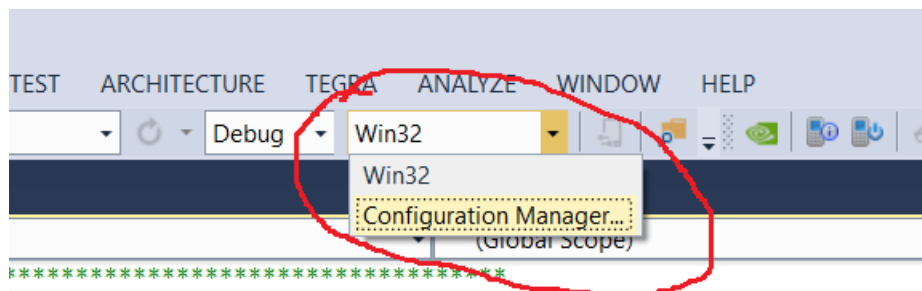 TEST ARCHITECTURE TEGRA ANALYZE WINDOW HELP
Debug Win32
Win32
Configuration Manager...
(Global Scope)
************************************